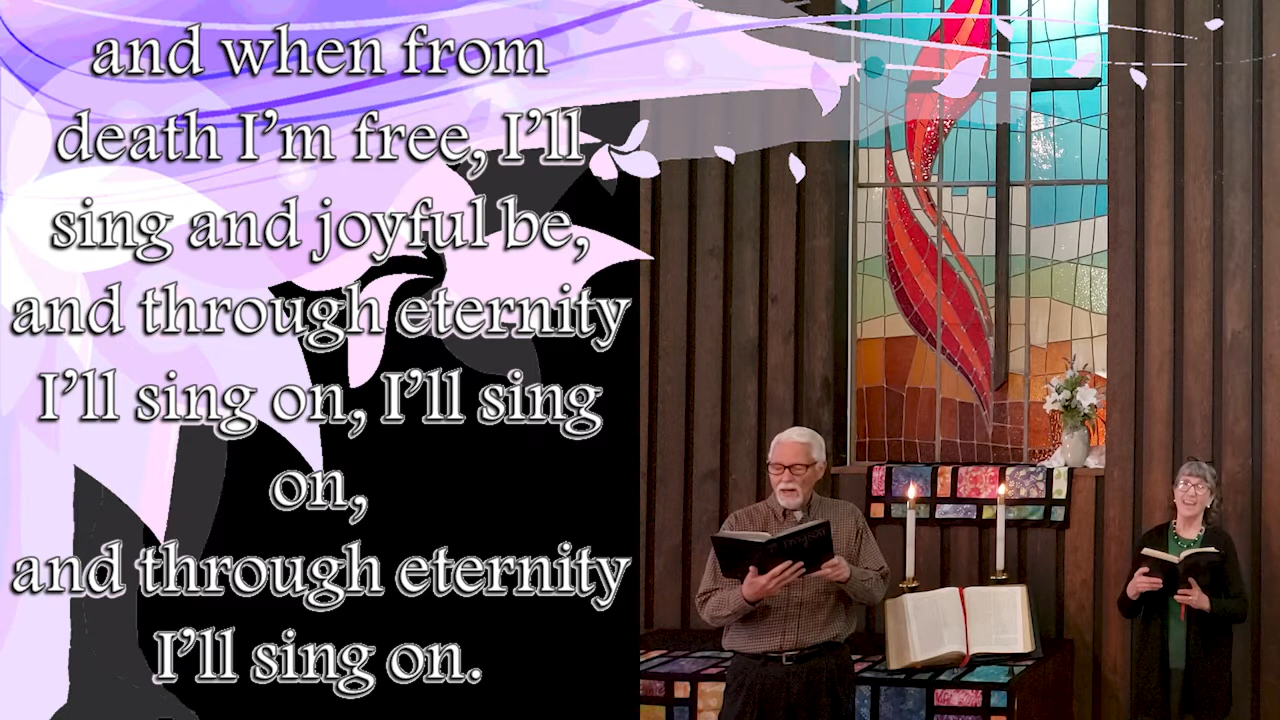 and when from
death I'm free, I'll
sing and joyful be,
and through eternity
I'll sing on, I'll sing
on,
and through eternity
I'll sing on.